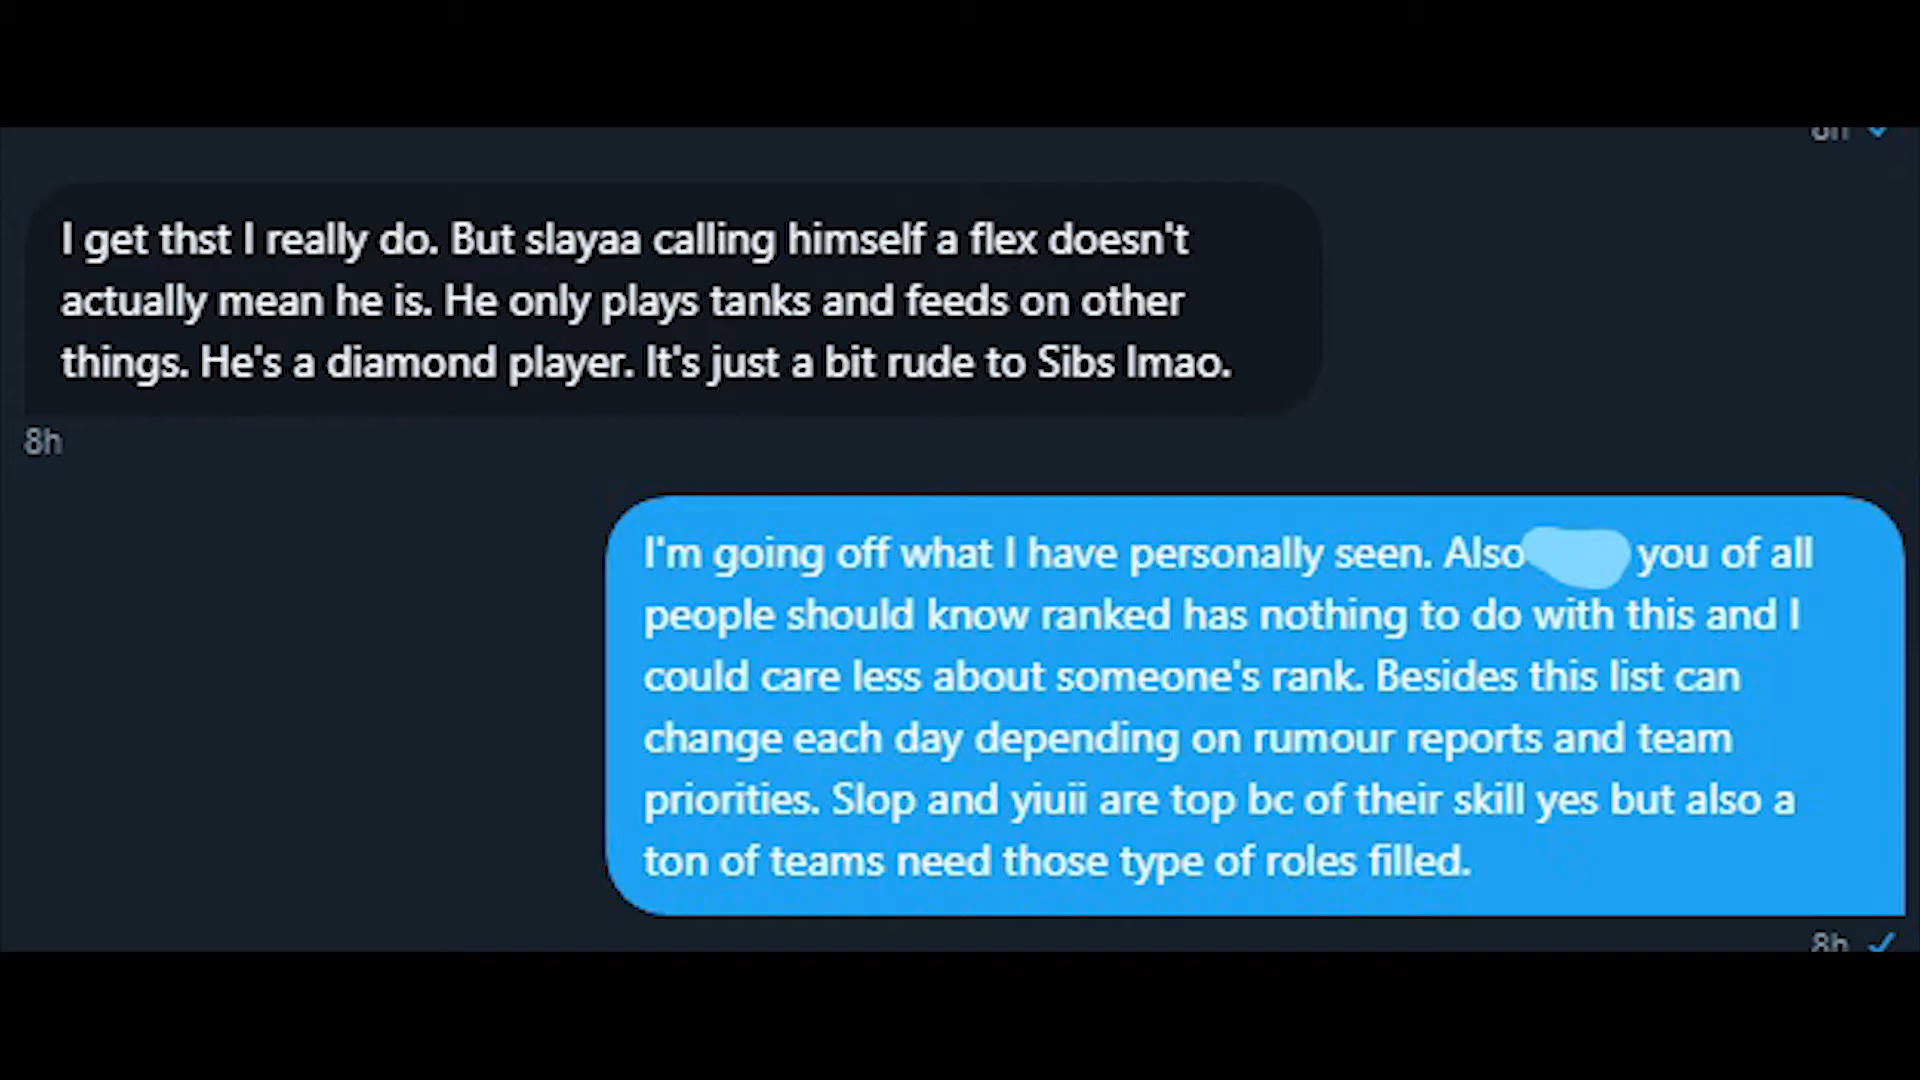 8h
I get thst I really do. But slayaa calling himself a flex doesn't
actually mean he is. He only plays tanks and feeds on other
things. He's a diamond player. It's just a bit rude to Sibs lmao.
8h
I'm going off what I have personally seen. Also you of all
people should know ranked has nothing to do with this and I
could care less about someone's rank. Besides this list can
change each day depending on rumour reports and team
priorities. Slop and yiuii are top bc of their skill yes but also a
ton of teams need those type of roles filled.
8h